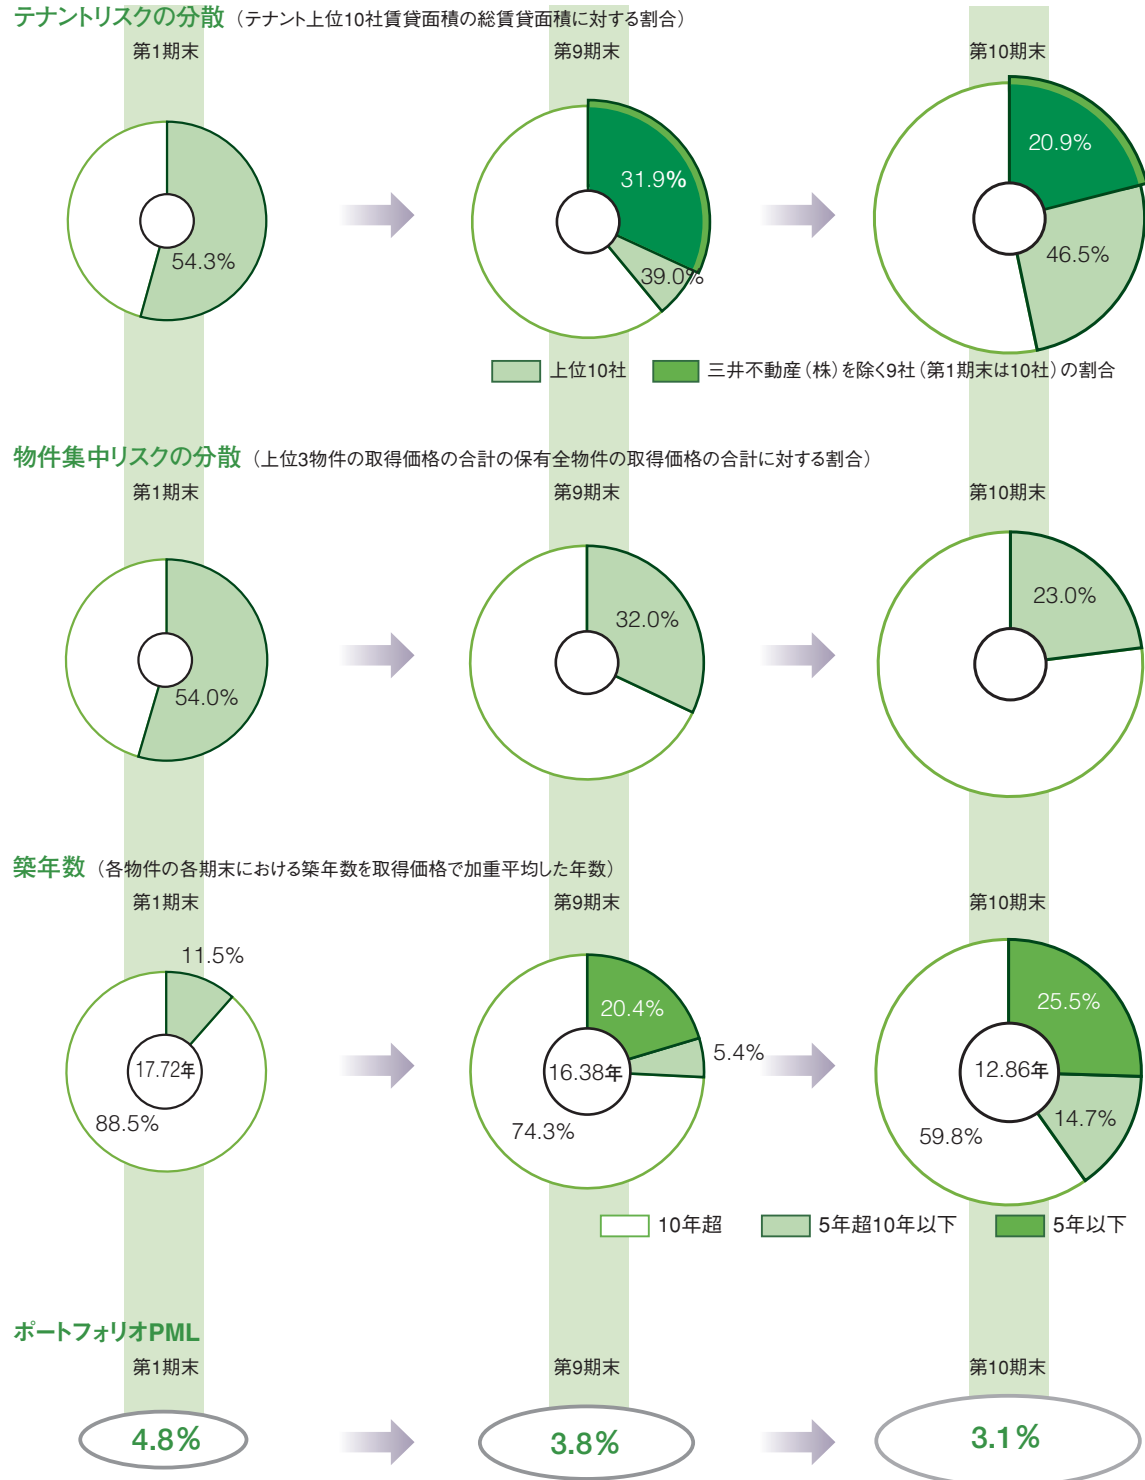 テナントリスクの分散（テナント上位10社賃貸面積の総賃貸面積に対する割合）
第1期末
第9期末
第10期末
54.3%
31.9%
39.0%
20.9%
46.5%
上位10社
三井不動産（株）を除く9社（第1期末は10社）の割合
物件集中リスクの分散（上位3物件の取得価格の合計の保有全物件の取得価格の合計に対する割合）
第1期末
第9期末
第10期末
54.0%
32.0%
23.0%
築年数（各物件の各期末における築年数を取得価格で加重平均した年数）
第1期末
第9期末
第10期末
11.5%
17.72年
88.5%
20.4%
5.4%
16.38年
74.3%
25.5%
12.86年
14.7%
59.8%
10年超
5年超10年以下
5年以下
ポートフォリオPML
第1期末
第9期末
第10期末
4.8%
3.8%
3.1%